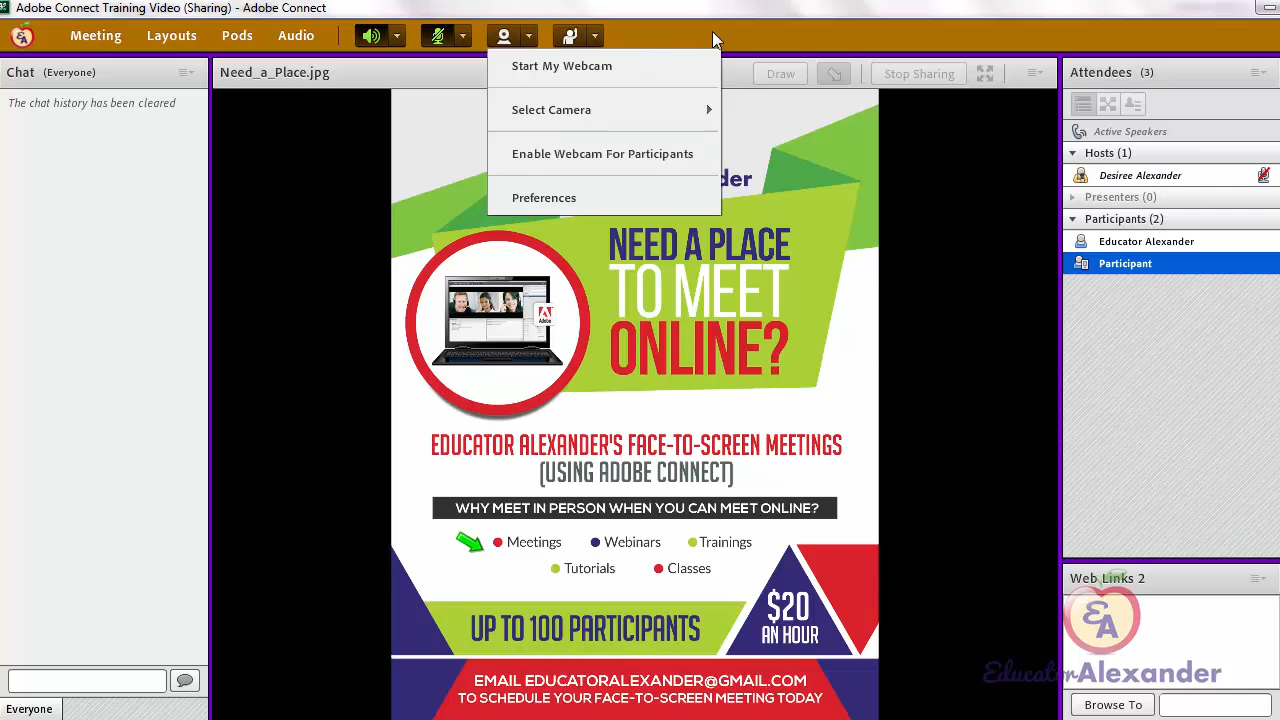 Adobe Connect Training Video (Sharing) - Adobe Connect
Meeting
Layouts
Pods
Audio
Start My Webcam
Select Camera
Enable Webcam For Participants
Preferences
Chat (Everyone)
The chat history has been cleared
Everyone
Need_a_Place.jpg
Draw
Stop Sharing
NEED A PLACE
TO MEET
ONLINE?
Adobe
EDUCATOR ALEXANDER'S FACE-TO-SCREEN MEETINGS
(USING ADOBE CONNECT)
WHY MEET IN PERSON WHEN YOU CAN MEET ONLINE?
Meetings
Webinars
Trainings
Tutorials
Classes
UP TO 100 PARTICIPANTS
$20
AN HOUR
EMAIL EDUCATORALEXANDER@GMAIL.COM
TO SCHEDULE YOUR FACE-TO-SCREEN MEETING TODAY
Attendees (3)
Active Speakers
Hosts (1)
Desiree Alexander
Presenters (0)
Participants (2)
Educator Alexander
Participant
Web Links 2
EA
EducatorAlexander
Browse To